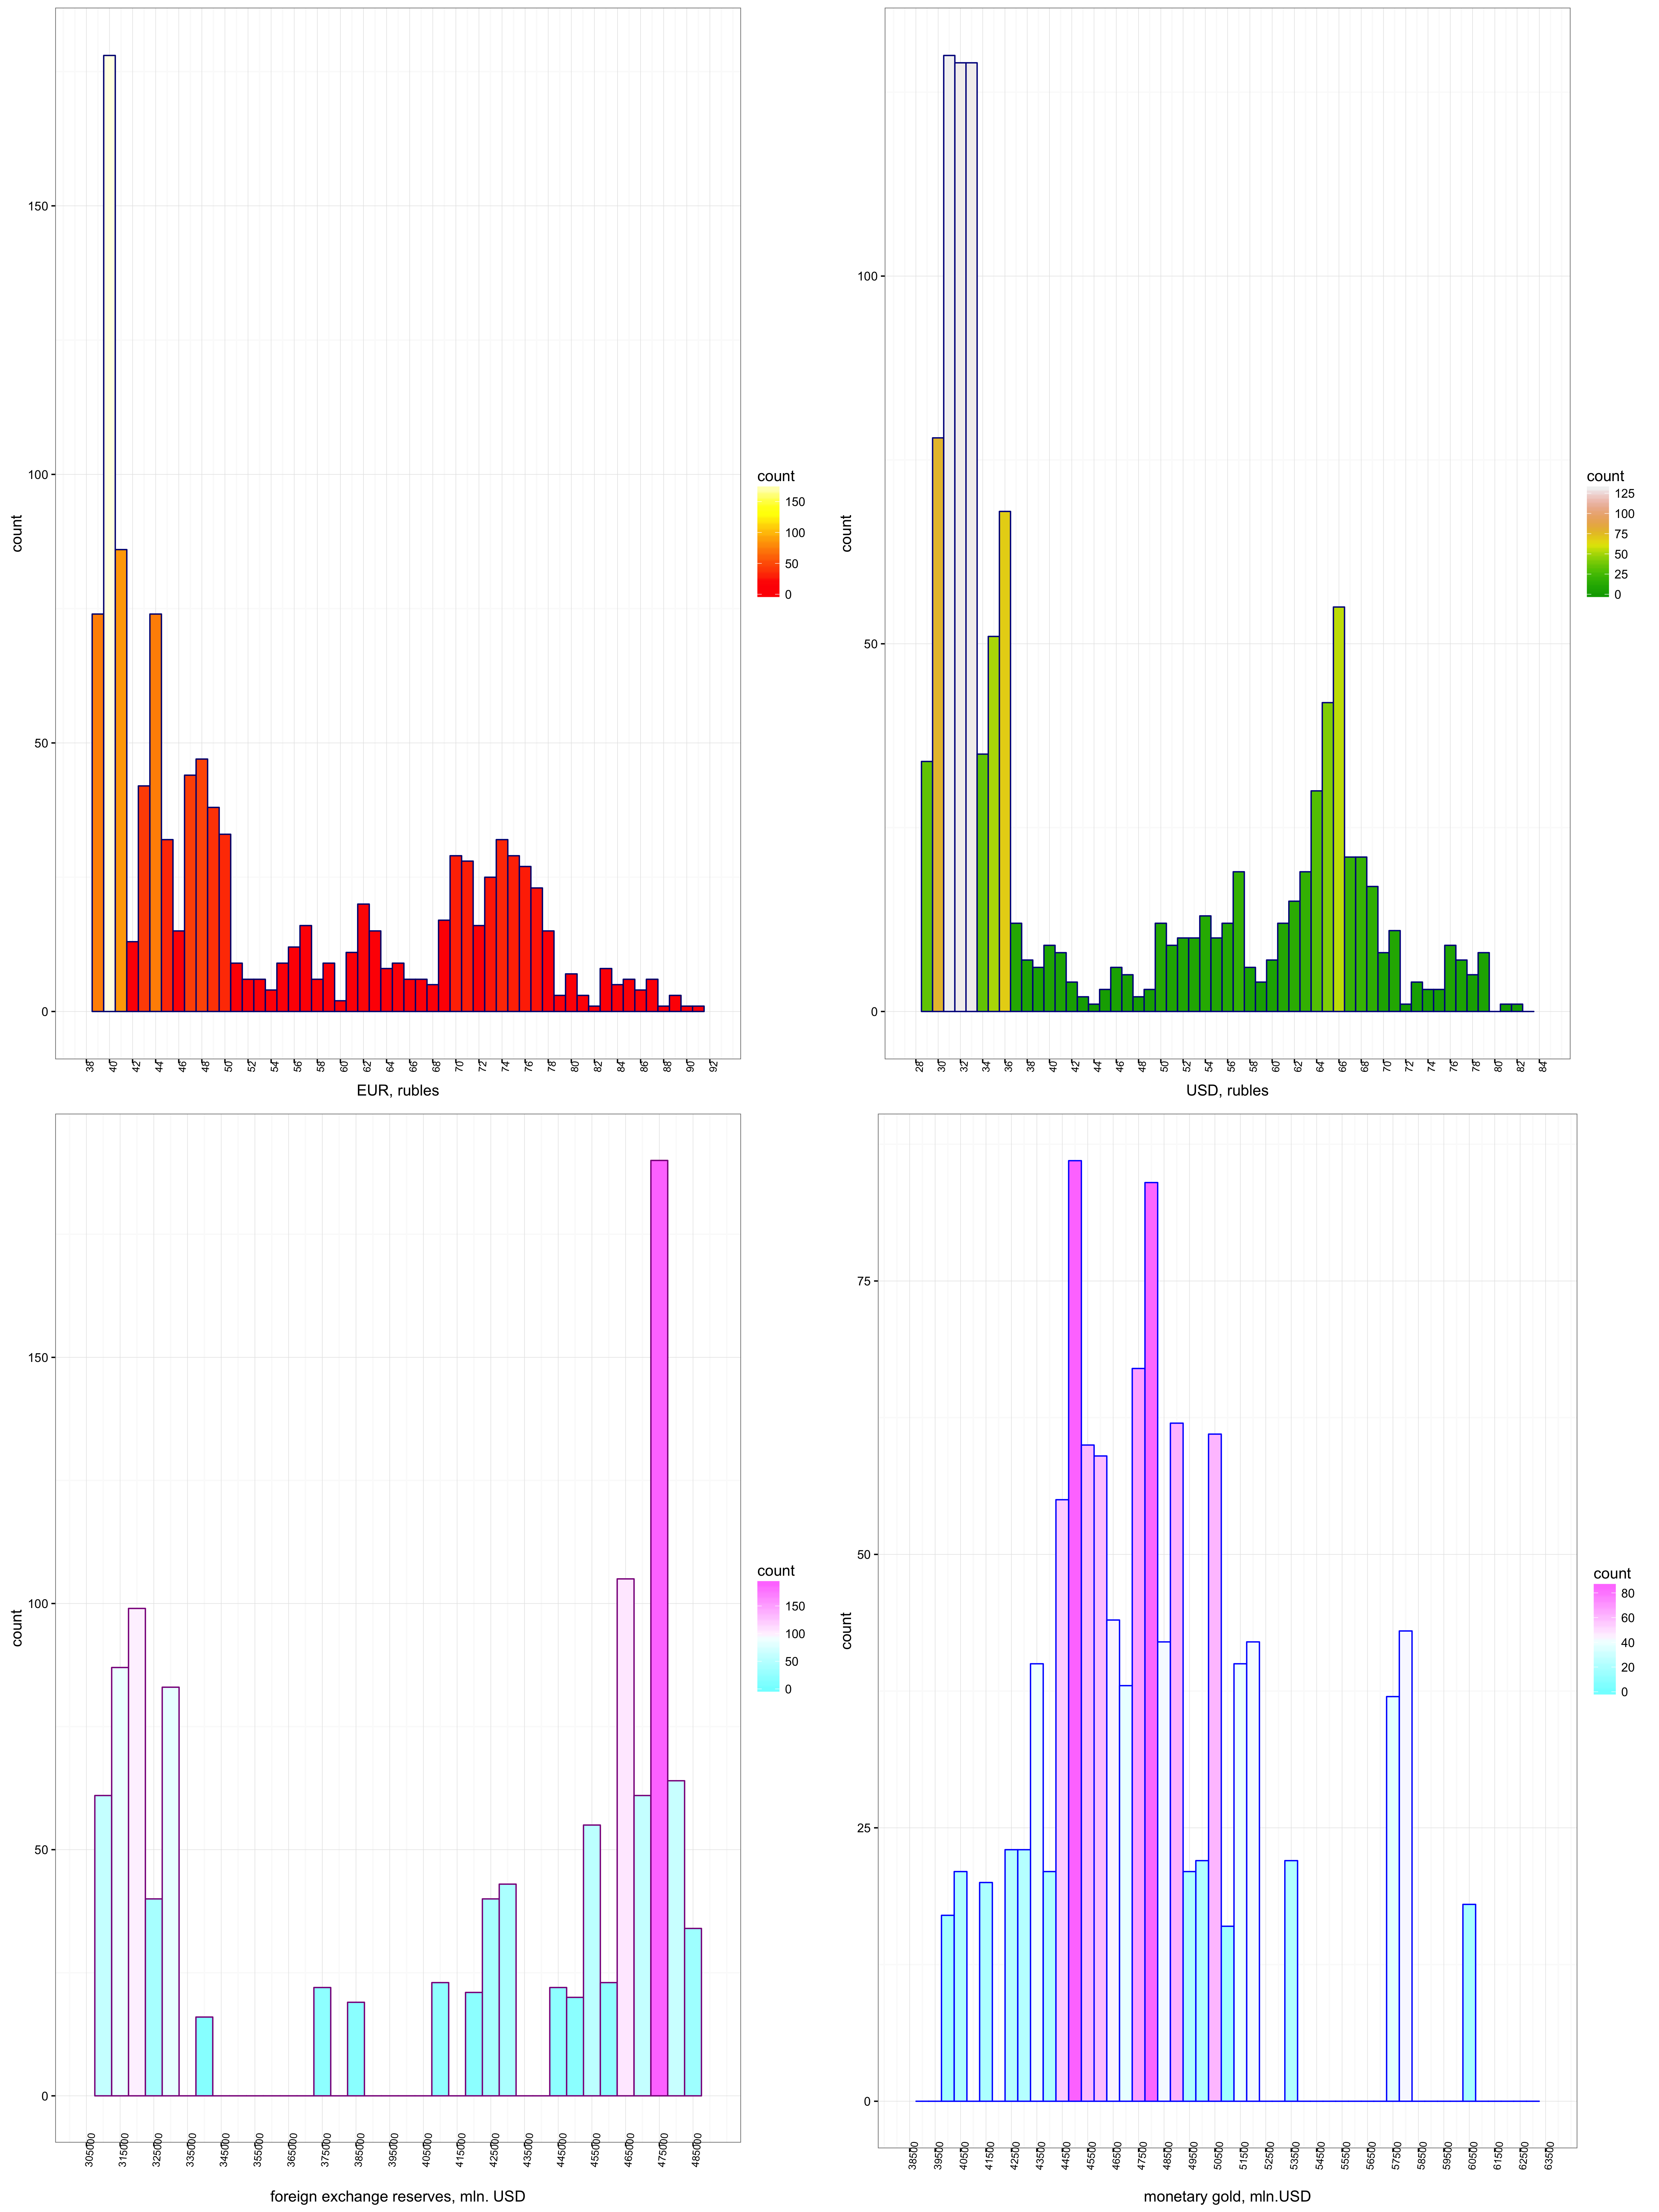 count
150
100
50
0
38 40 42 44 46 48 50 52 54 56 58 60 62 64 66 68 70 72 74 76 78 80 82 84 86 88 90 92
EUR, rubles
count
150
100
50
0
count
100
50
0
28 30 32 34 36 38 40 42 44 46 48 50 52 54 56 58 60 62 64 66 68 70 72 74 76 78 80 82 84
USD, rubles
count
125
100
75
50
25
0
count
150
100
50
0
305000 315000 325000 335000 345000 355000 365000 375000 385000 395000 405000 415000 425000 435000 445000 455000 465000 475000 485000
foreign exchange reserves, mln. USD
count
150
100
50
0
count
75
50
25
0
38500 39500 40500 41500 42500 43500 44500 45500 46500 47500 48500 49500 50500 51500 52500 53500 54500 55500 56500 57500 58500 59500 60500 61500 62500 63500
monetary gold, mln.USD
count
80
60
40
20
0